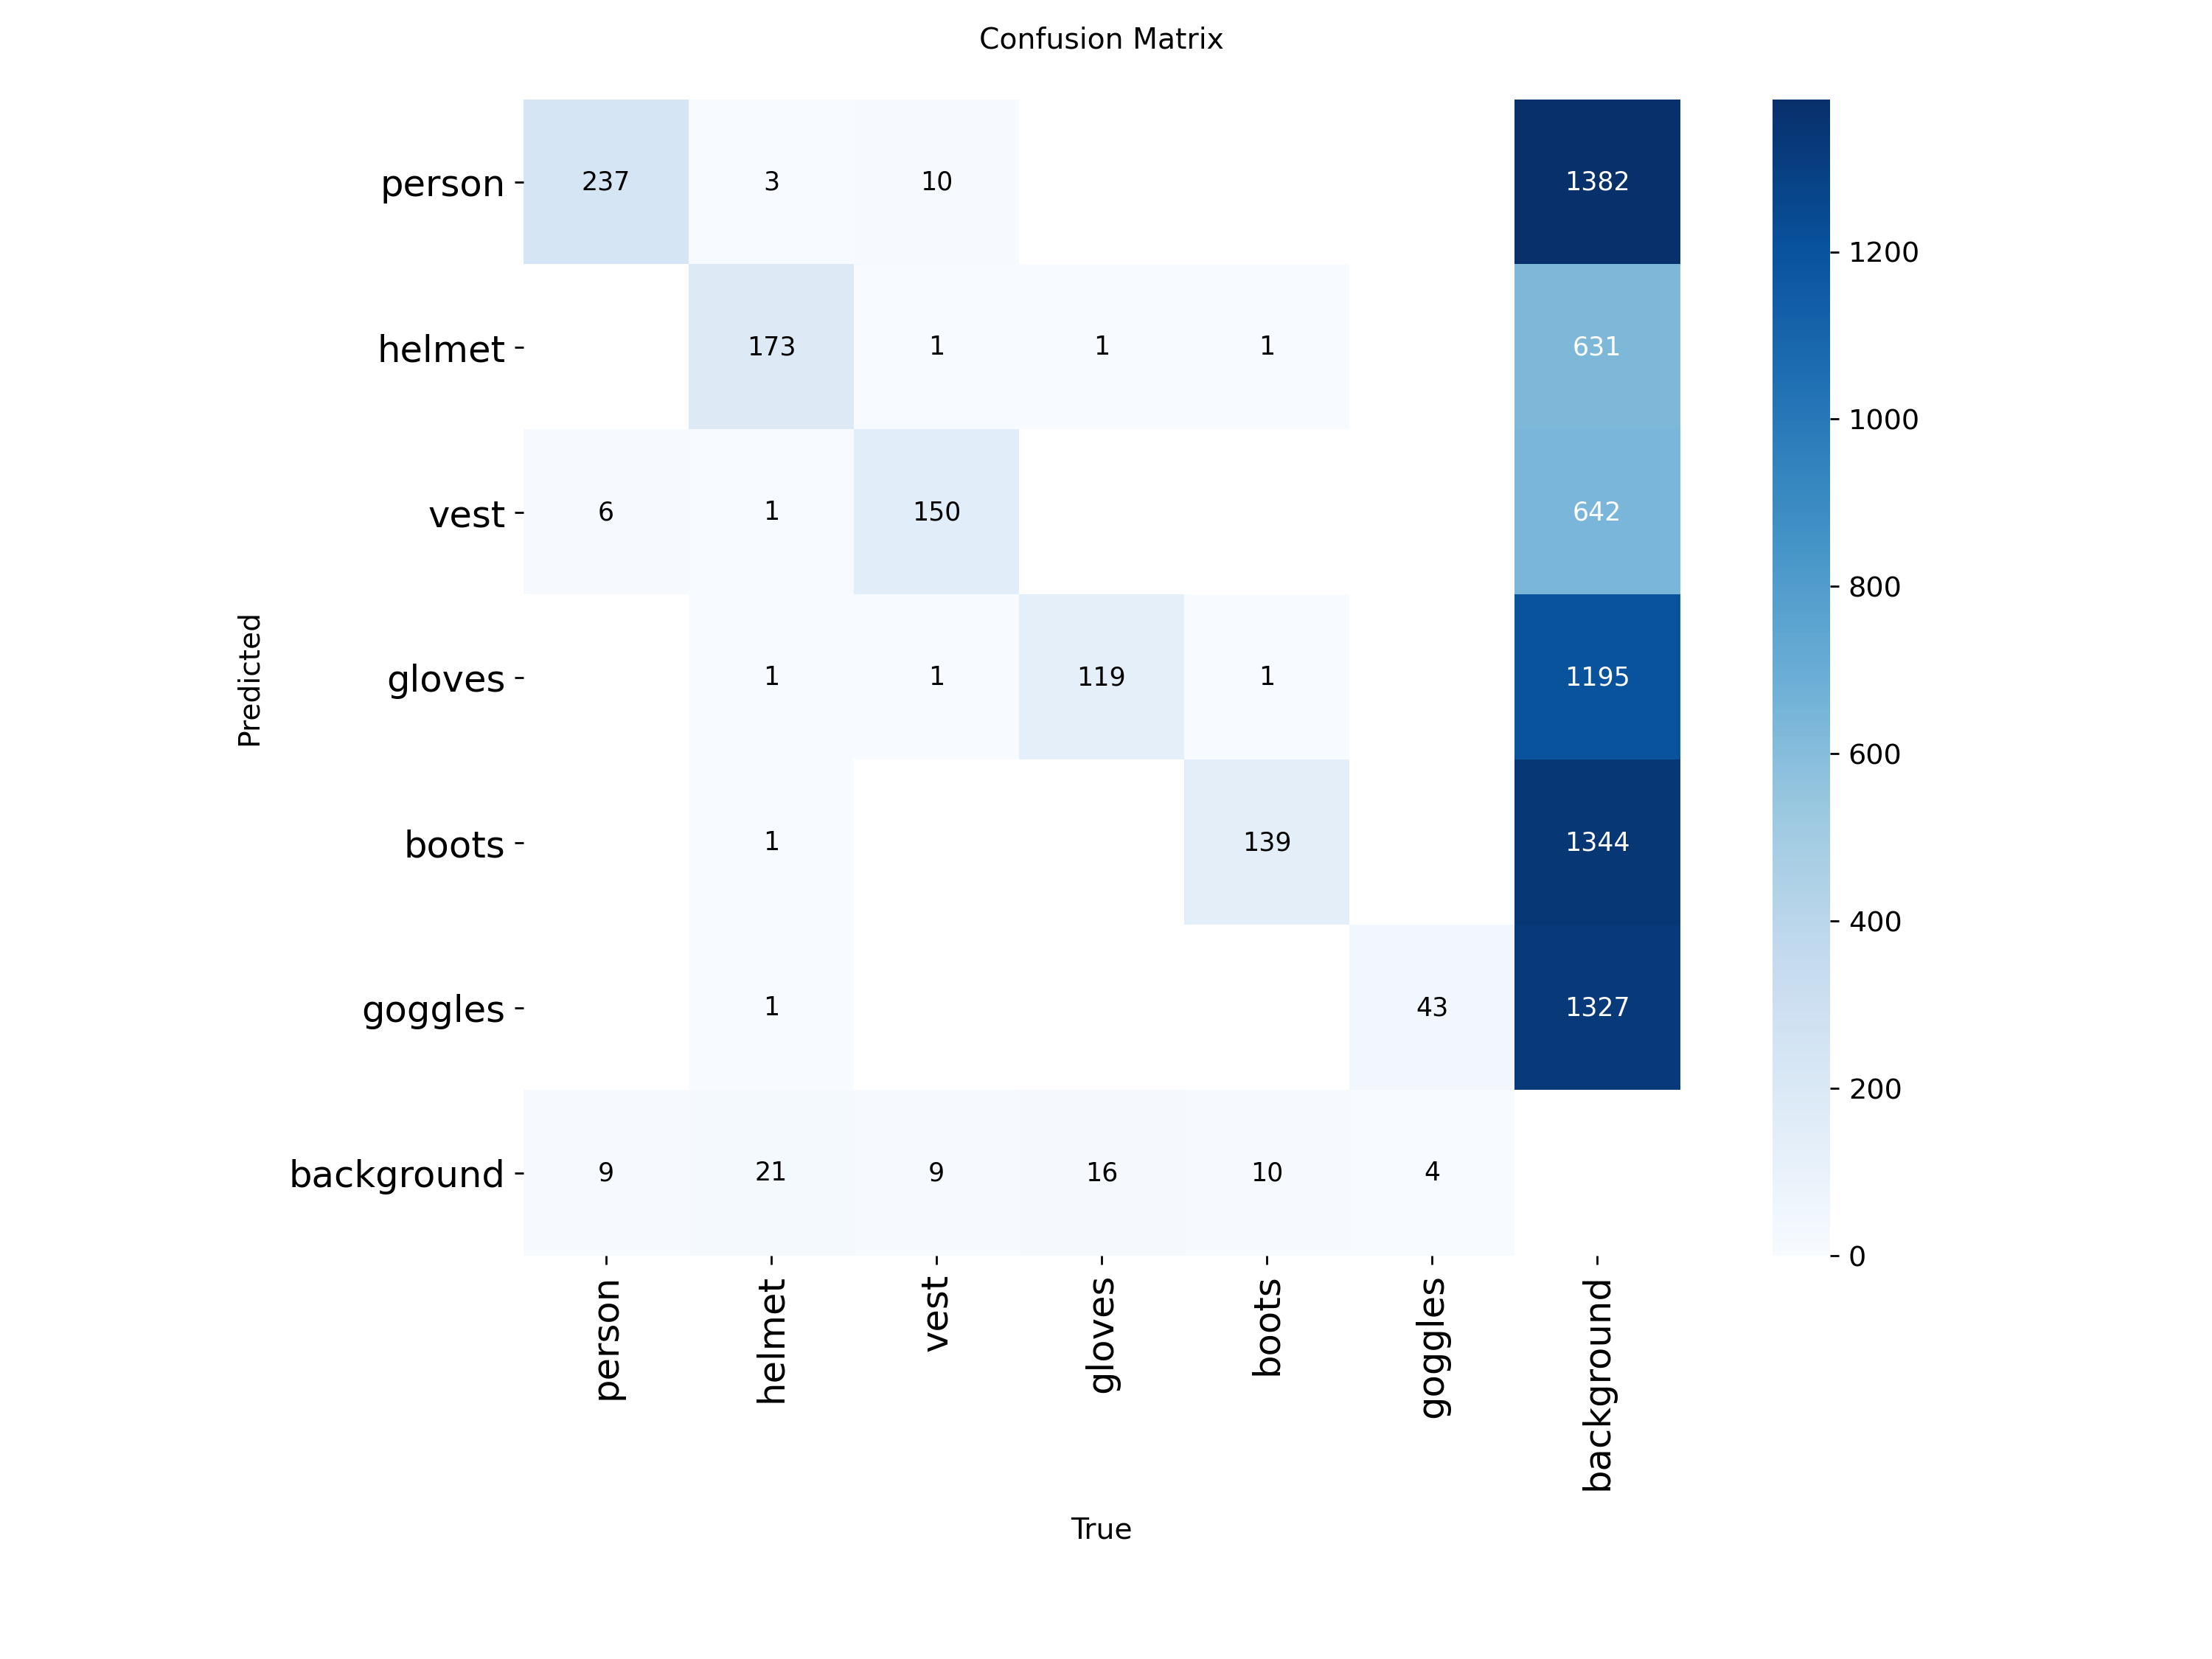 Confusion Matrix
person 237 3 10 1382
helmet 173 1 1 1 631
vest 6 1 150 642
gloves 1 1 119 1 1195
boots 1 139 1344
goggles 1 43 1327
background 9 21 9 16 10 4
Predicted
person helmet vest gloves boots goggles background
True
1200
1000
800
600
400
200
0